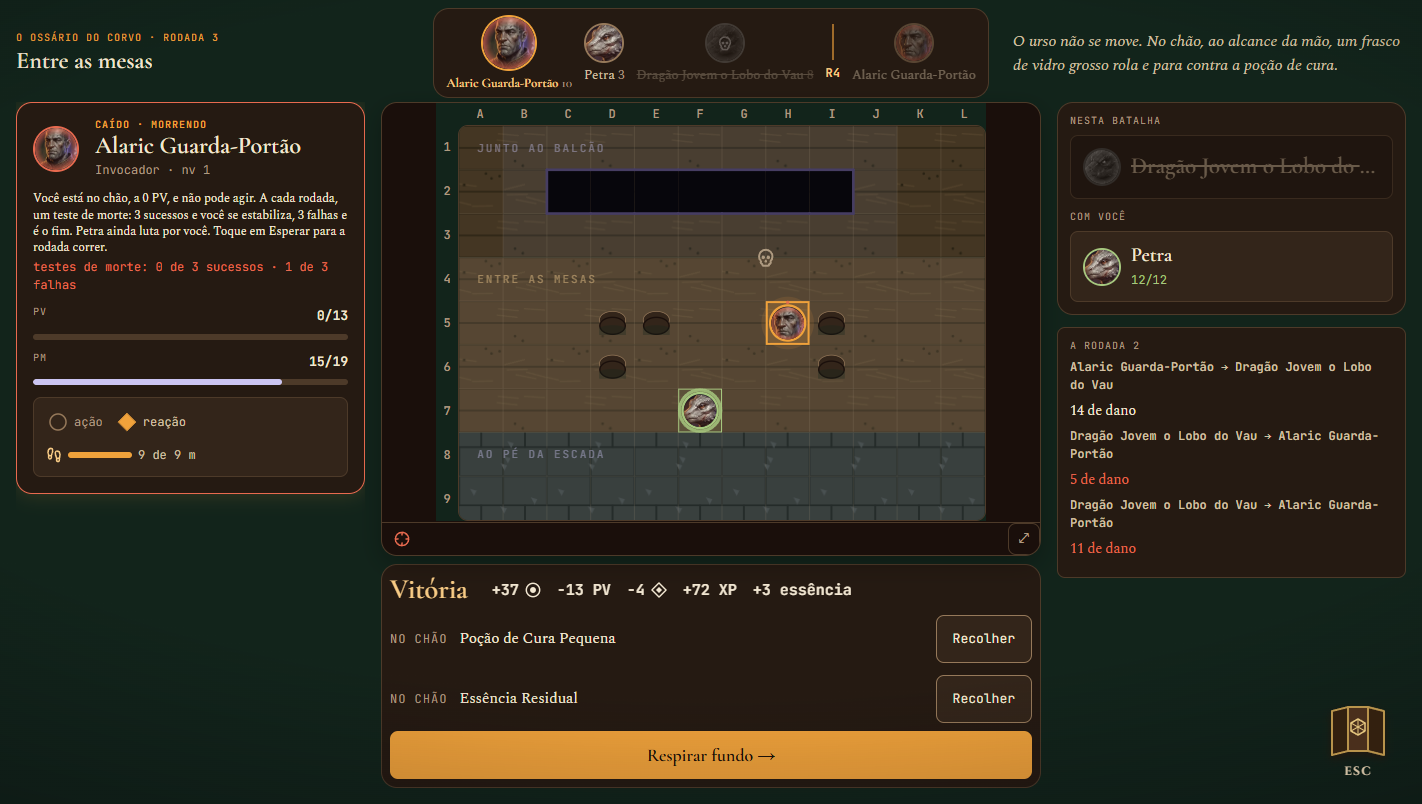 O OSSÁRIO DO CORVO · RODADA 3
Entre as mesas
Alaric Guarda-Portão 10
Petra 3
Dragão Jovem o Lobo do Vau 8
R4
Alaric Guarda-Portão
O urso não se move. No chão, ao alcance da mão, um frasco
de vidro grosso rola e para contra a poção de cura.
CAÍDO · MORRENDO
Alaric Guarda-Portão
Invocador · nv 1
Você está no chão, a 0 PV, e não pode agir. A cada rodada,
um teste de morte: 3 sucessos e você se estabiliza, 3 falhas e
é o fim. Petra ainda luta por você. Toque em Esperar para a
rodada correr.
testes de morte: 0 de 3 sucessos · 1 de 3
falhas
PV 0/13
PM 15/19
ação reação
9 de 9 m
A B C D E F G H I J K L
1
JUNTO AO BALCÃO
2
3
4
ENTRE AS MESAS
5
6
7
8
AO PÉ DA ESCADA
9
Vitória +37 -13 PV -4 +72 XP +3 essência
NO CHÃO Poção de Cura Pequena Recolher
NO CHÃO Essência Residual Recolher
Respirar fundo →
NESTA BATALHA
Dragão Jovem o Lobo do ...
COM VOCÊ
Petra
12/12
A RODADA 2
Alaric Guarda-Portão → Dragão Jovem o Lobo
do Vau
14 de dano
Dragão Jovem o Lobo do Vau → Alaric Guarda-
Portão
5 de dano
Dragão Jovem o Lobo do Vau → Alaric Guarda-
Portão
11 de dano
ESC